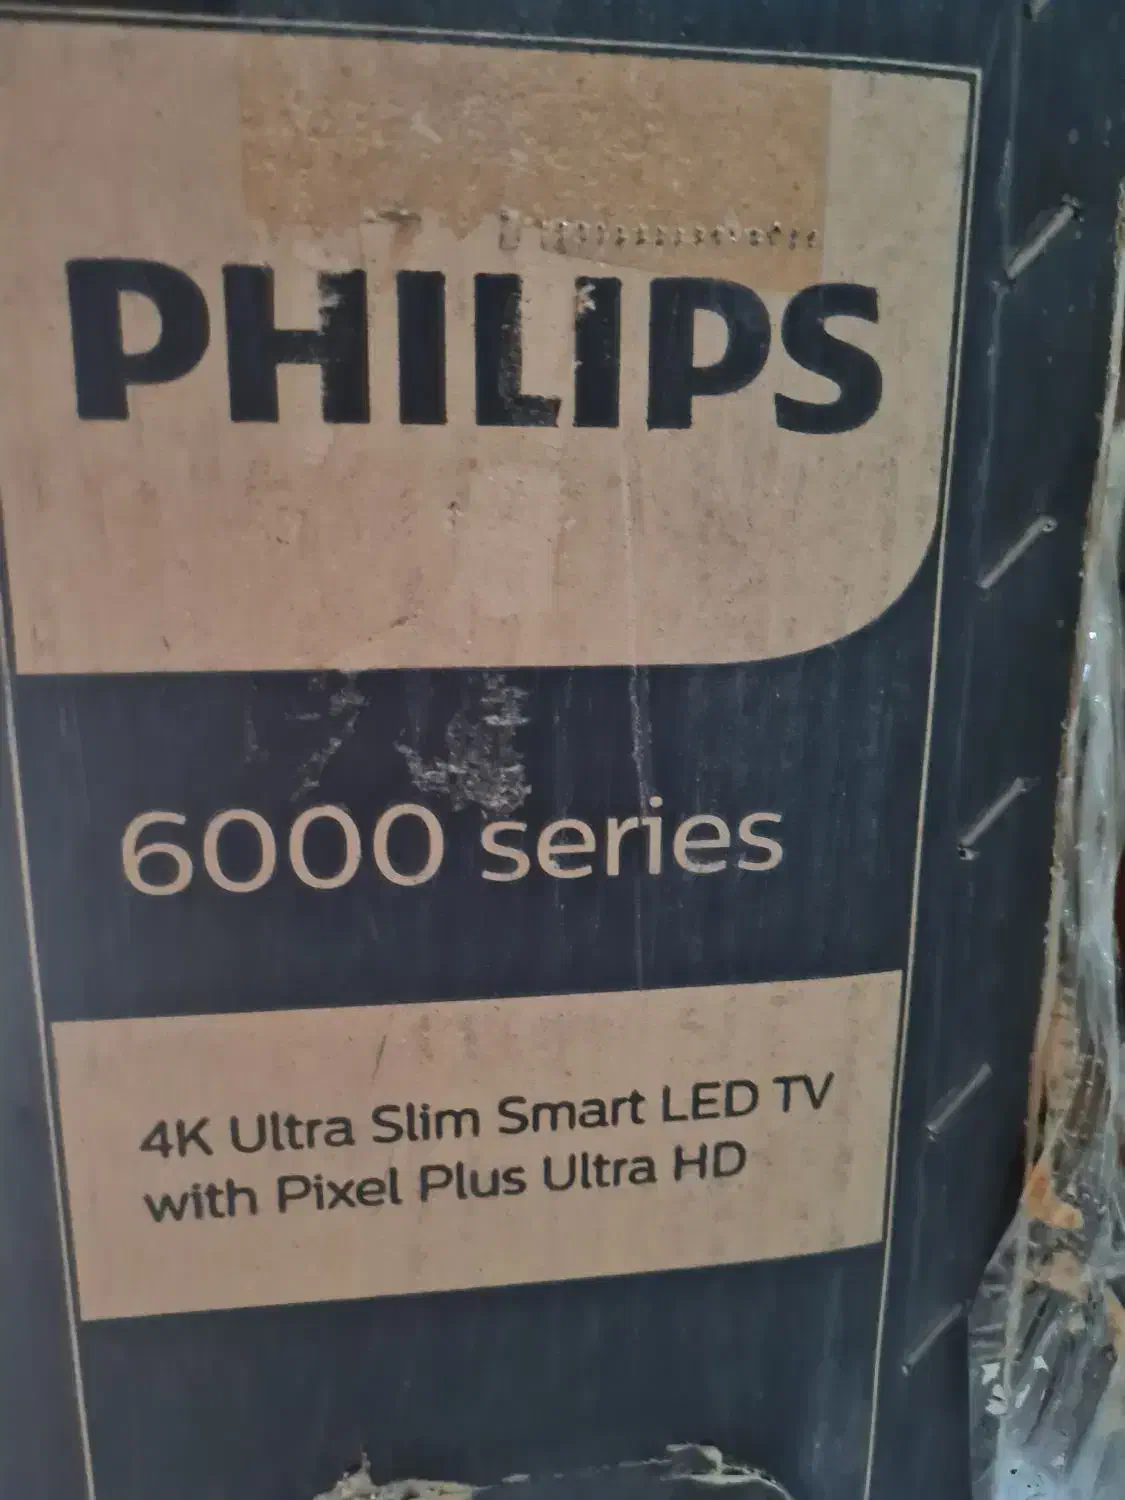 PHILIPS
6000 series
4K Ultra Slim Smart LED TV
with Pixel Plus Ultra HD